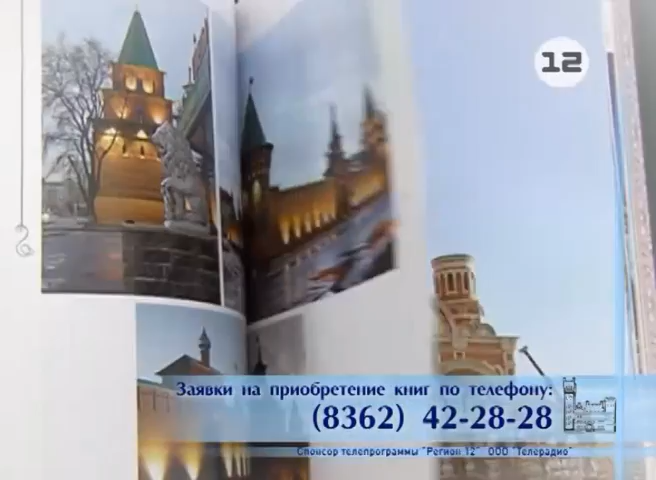 12
Заявки на приобретение книг по телефону:
(8362) 42-28-28
Спонсор телепрограммы "Регион 12" ООО "Телерадио"